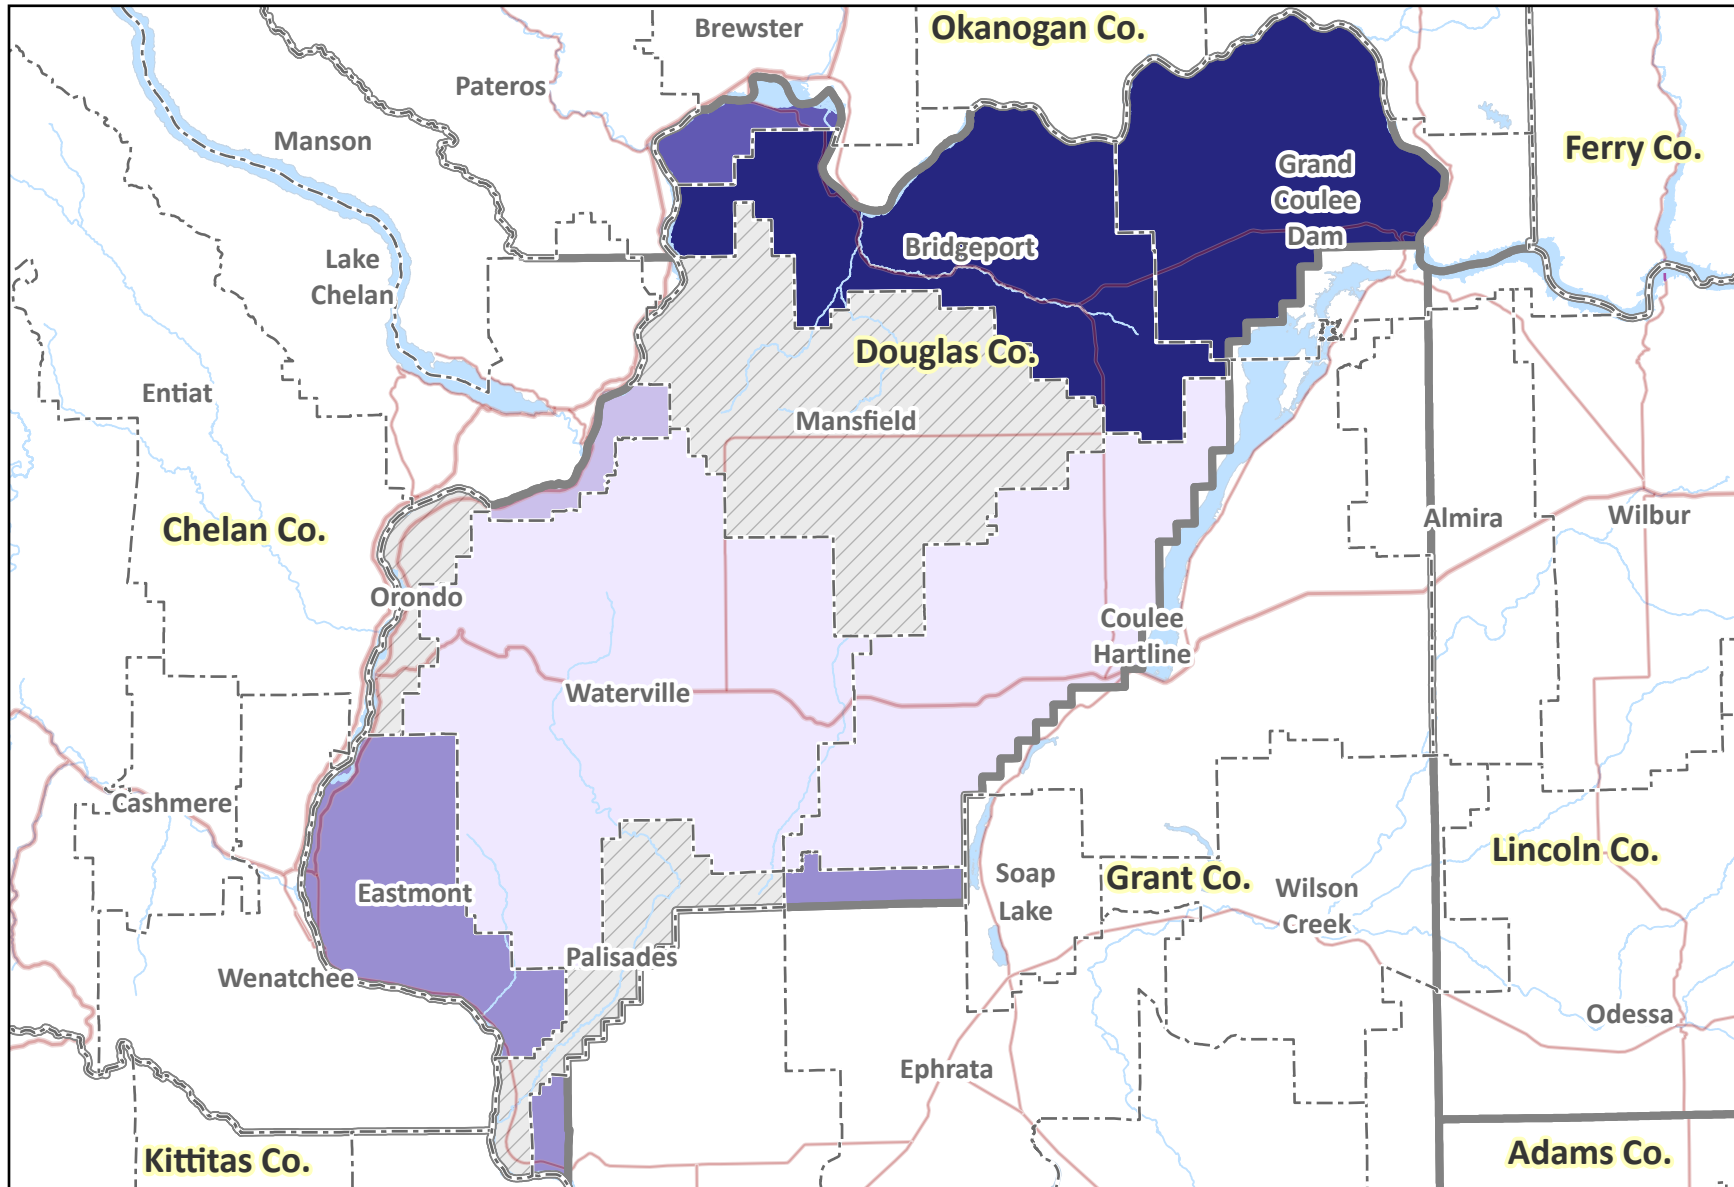 Brewster
Okanogan Co.
Pateros
Manson
Ferry Co.
Grand
Coulee
Dam
Bridgeport
Lake
Chelan
Douglas Co.
Entiat
Mansfield
Chelan Co.
Almira
Wilbur
Orondo
Coulee
Hartline
Waterville
Cashmere
Lincoln Co.
Soap
Lake
Grant Co.
Wilson
Creek
Eastmont
Palisades
Wenatchee
Odessa
Ephrata
Kittitas Co.
Adams Co.